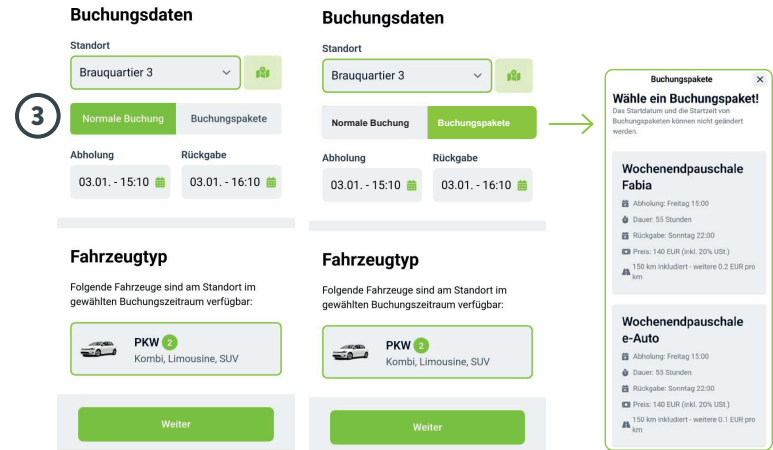 3
Buchungsdaten
Standort
Brauquartier 3
Normale Buchung
Buchungspakete
Abholung
Rückgabe
03.01. - 15:10
03.01. - 16:10
Fahrzeugtyp
Folgende Fahrzeuge sind am Standort im
gewählten Buchungszeitraum verfügbar:
PKW 2
Kombi, Limousine, SUV
Weiter
Buchungsdaten
Standort
Brauquartier 3
Normale Buchung
Buchungspakete
Abholung
Rückgabe
03.01. - 15:10
03.01. - 16:10
Fahrzeugtyp
Folgende Fahrzeuge sind am Standort im
gewählten Buchungszeitraum verfügbar:
PKW 2
Kombi, Limousine, SUV
Weiter
Buchungspakete
Wähle ein Buchungspaket!
Das Startdatum und die Startzeit von
Buchungspaketen können nicht geändert
werden.
Wochenendpauschale
Fabia
Abholung: Freitag 15:00
Dauer: 55 Stunden
Rückgabe: Sonntag 22:00
Preis: 140 EUR (inkl. 20% USt.)
150 km inkludiert - weitere 0.2 EUR pro
km
Wochenendpauschale
e-Auto
Abholung: Freitag 15:00
Dauer: 55 Stunden
Rückgabe: Sonntag 22:00
Preis: 140 EUR (inkl. 20% USt.)
150 km inkludiert - weitere 0.1 EUR pro
km